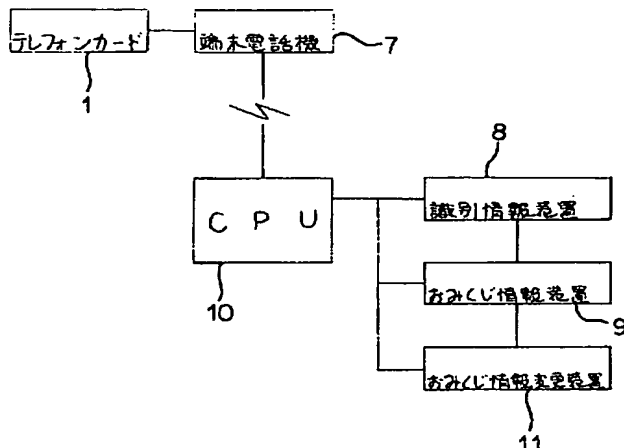 テレフォンカード
端末電話機
7
1
8
CPU
識別情報装置
10
おみくじ情報装置
9
おみくじ情報変更装置
11